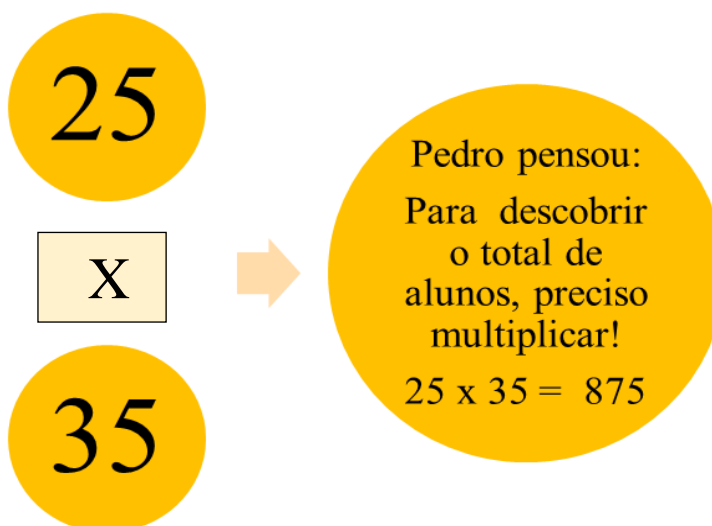 25
X
35
Pedro pensou:
Para descobrir
o total de
alunos, preciso
multiplicar!
25 x 35 = 875